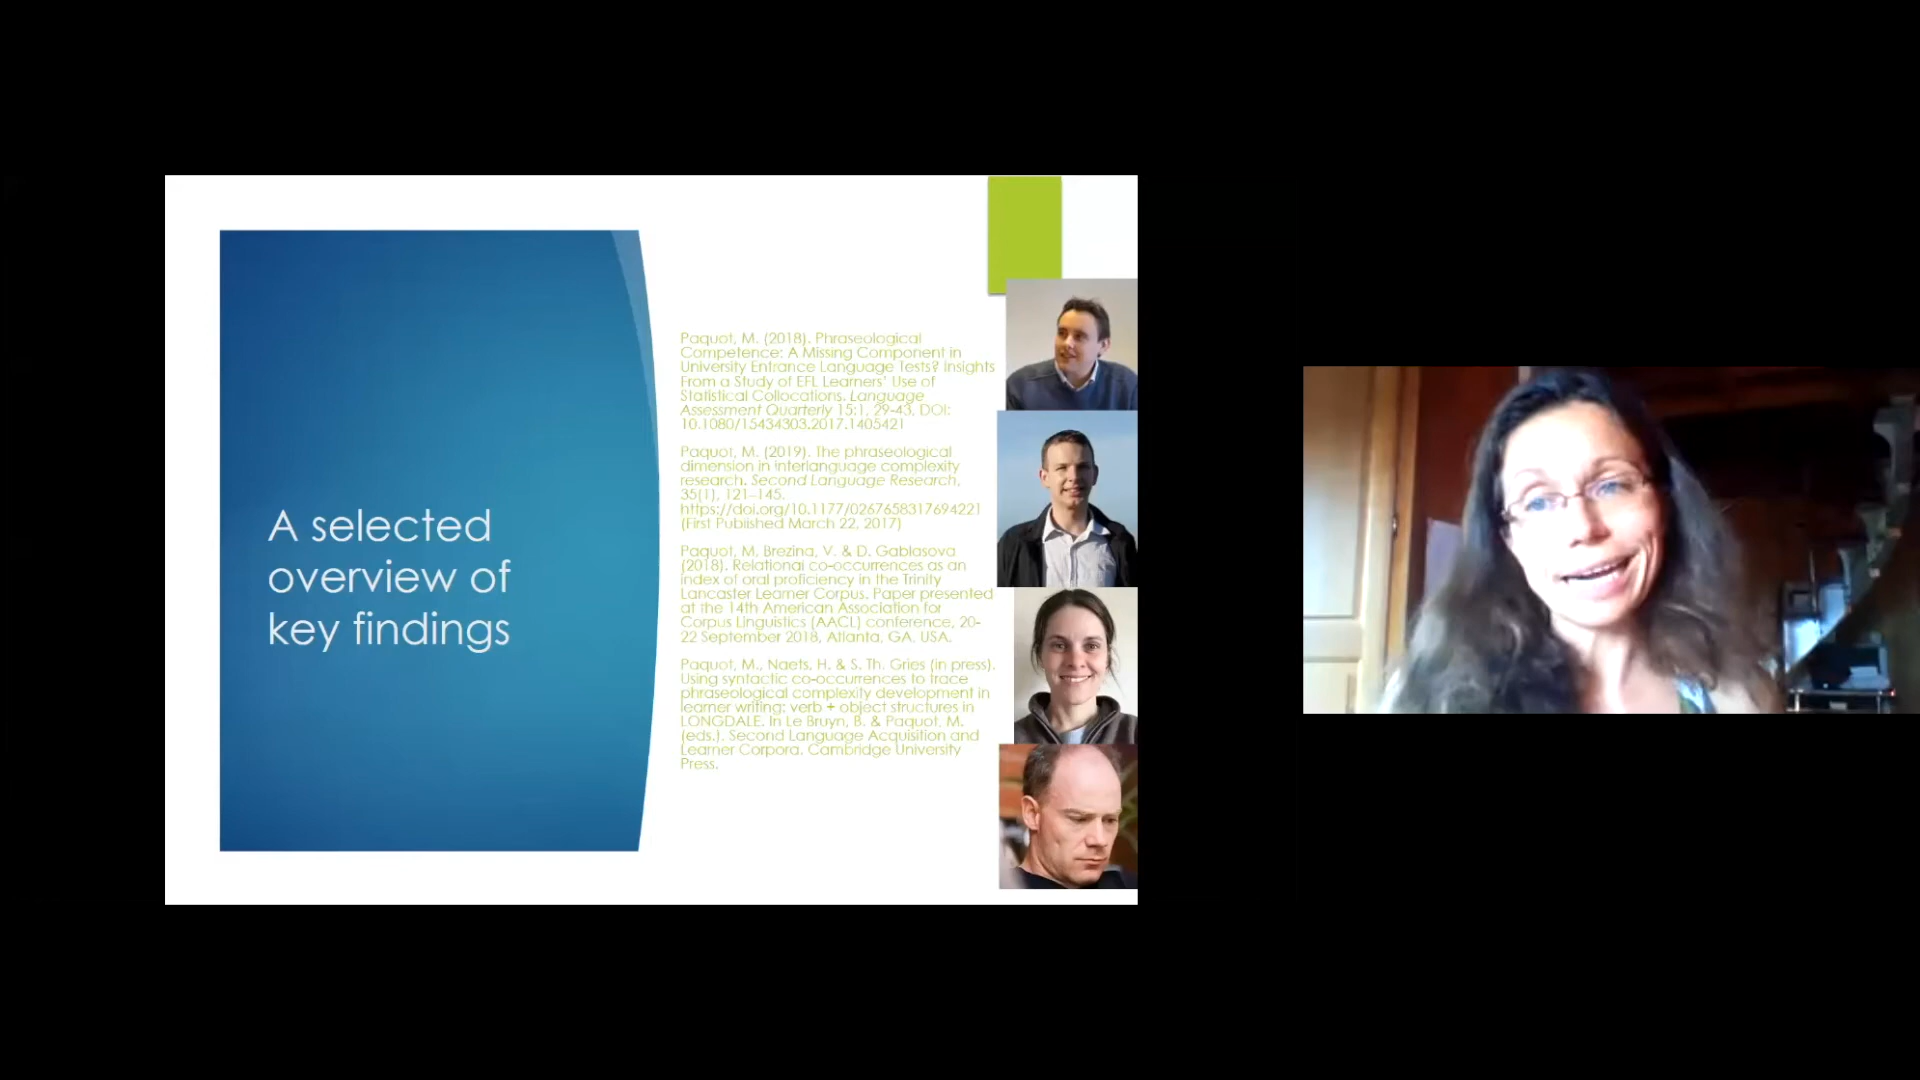 A selected
overview of
key findings
Paquot, M. (2018). Phraseological
Competence: A Missing Component in
University Entrance Language Tests? Insights
From a Study of EFL Learners' Use of
Statistical Collocations. Language
Assessment Quarterly 15:1, 29-43, DOI:
10.1080/15434303.2017.1405421
Paquot, M. (2019). The phraseological
dimension in interlanguage complexity
research. Second Language Research,
35(1), 121–145.
https://doi.org/10.1177/0267658317694221
(First Published March 22, 2017)
Paquot, M, Brezina, V. & D. Gablasova
(2018). Relational co-occurrences as an
index of oral proficiency in the Trinity
Lancaster Learner Corpus. Paper presented
at the 14th American Association for
Corpus Linguistics (AACL) conference, 20-
22 September 2018, Atlanta, GA, USA.
Paquot, M., Naets, H. & S. Th. Gries (in press).
Using syntactic co-occurrences to trace
phraseological complexity development in
learner writing: verb + object structures in
LONGDALE. In Le Bruyn, B. & Paquot, M.
(eds.). Second Language Acquisition and
Learner Corpora. Cambridge University
Press.